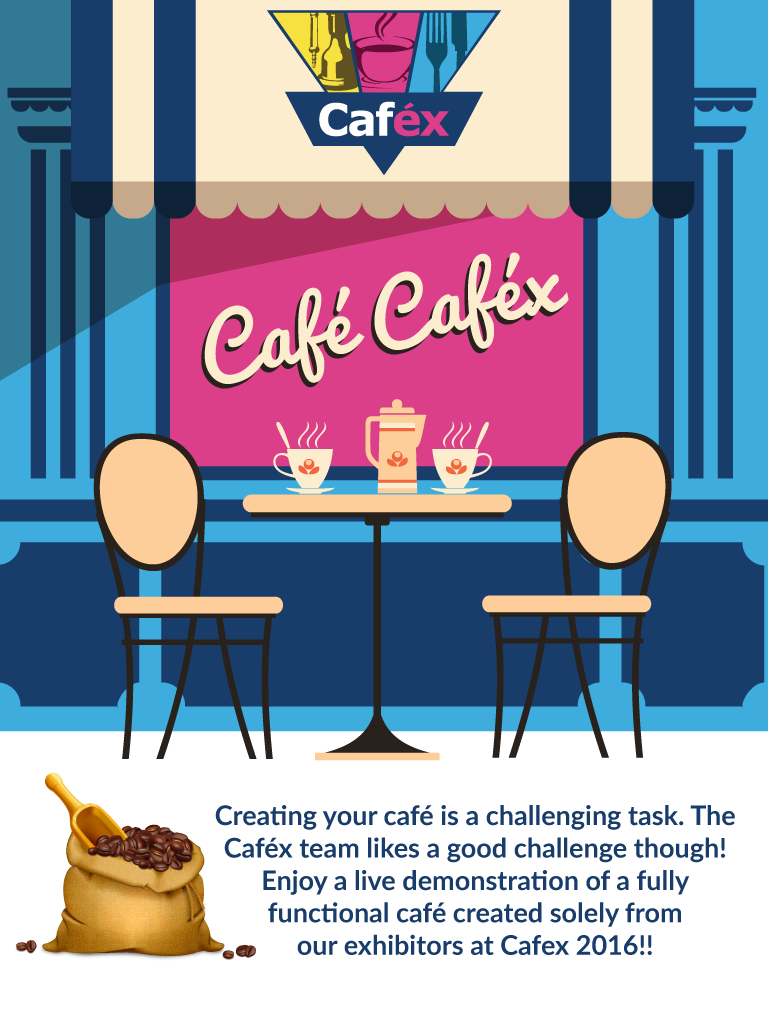 Caféx
Café Caféx
Creating your café is a challenging task. The
Caféx team likes a good challenge though!
Enjoy a live demonstration of a fully
functional café created solely from
our exhibitors at Cafex 2016!!